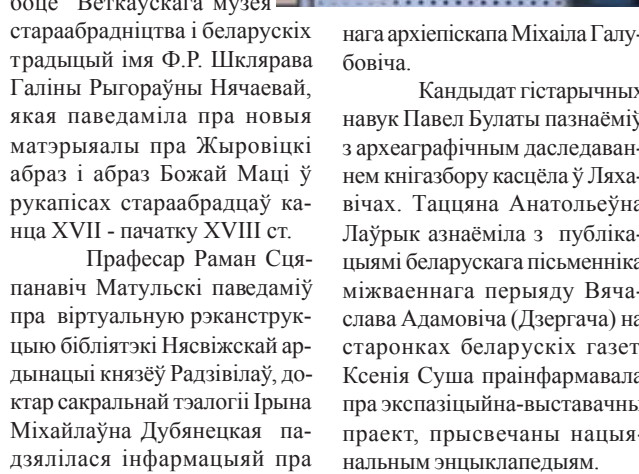 боце Веткаўскага музея
стараабрадніцтва і беларускіх
традыцый імя Ф.Р. Шклярава
Галіны Рыгораўны Нячаевай,
якая паведаміла пра новыя
матэрыялы пра Жыровіцкі
абраз і абраз Божай Маці ў
рукапісах стараабрадцаў ка-
нца XVII - пачатку XVIII ст.
Прафесар Раман Сця-
панавіч Матульскі паведаміў
пра віртуальную рэканструк-
цыю бібліятэкі Нясвіжскай ар-
дынацыі князёў Радзівілаў, до-
ктар сакральнай тэалогіі Ірына
Міхайлаўна Дубянецкая па-
дзялілася інфармацыяй пра
нага архіепіскапа Міхаіла Галу-
бовіча.
Кандыдат гістарычных
навук Павел Булаты пазнаёміў
з археаграфічным даследаван-
нем кнігазбору касцёла ў Ляха-
вічах. Таццяна Анатольеўна
Лаўрык азнаёміла з публіка-
цыямі беларускага пісьменніка
міжваеннага перыяду Вяча-
слава Адамовіча (Дзергача) на
старонках беларускіх газет
Ксенія Суша праінфармавала
пра экспазіцыйна-выставачны
праект, прысвечаны нацыя-
нальным энцыклапедыям.